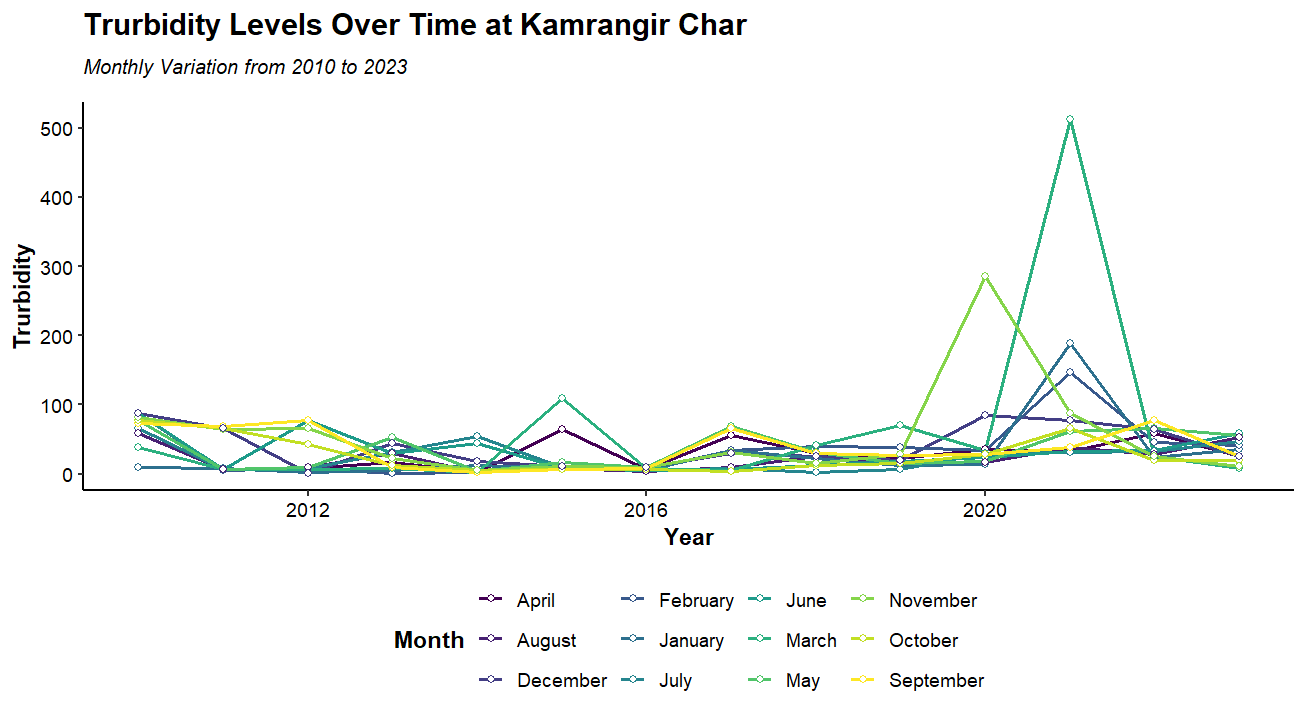 Trurbidity Levels Over Time at Kamrangir Char
Monthly Variation from 2010 to 2023
500
400
300
200
100
0
Trurbidity
2012
2016
2020
Year
Month
April
February
June
November
August
January
March
October
December
July
May
September